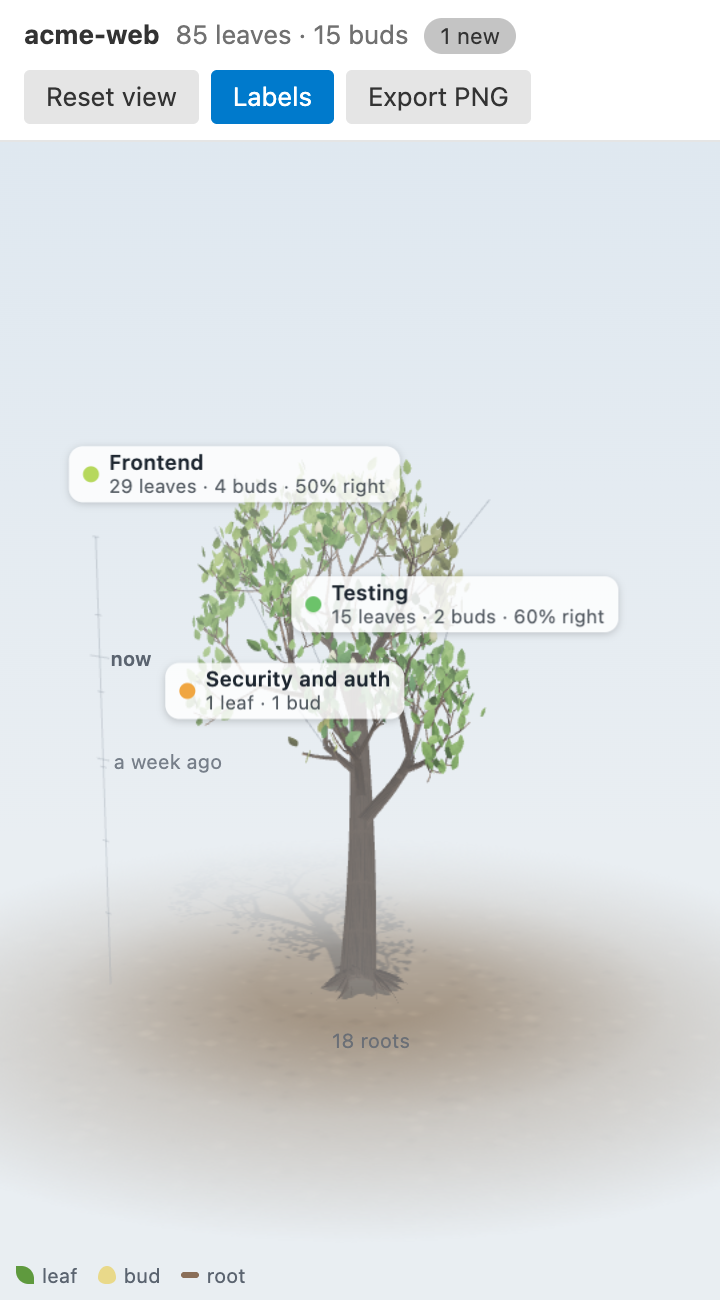 acme-web 85 leaves · 15 buds 1 new
Reset view Labels Export PNG
Frontend
29 leaves · 4 buds · 50% right
Testing
15 leaves · 2 buds · 60% right
now
Security and auth
1 leaf · 1 bud
a week ago
18 roots
leaf bud root